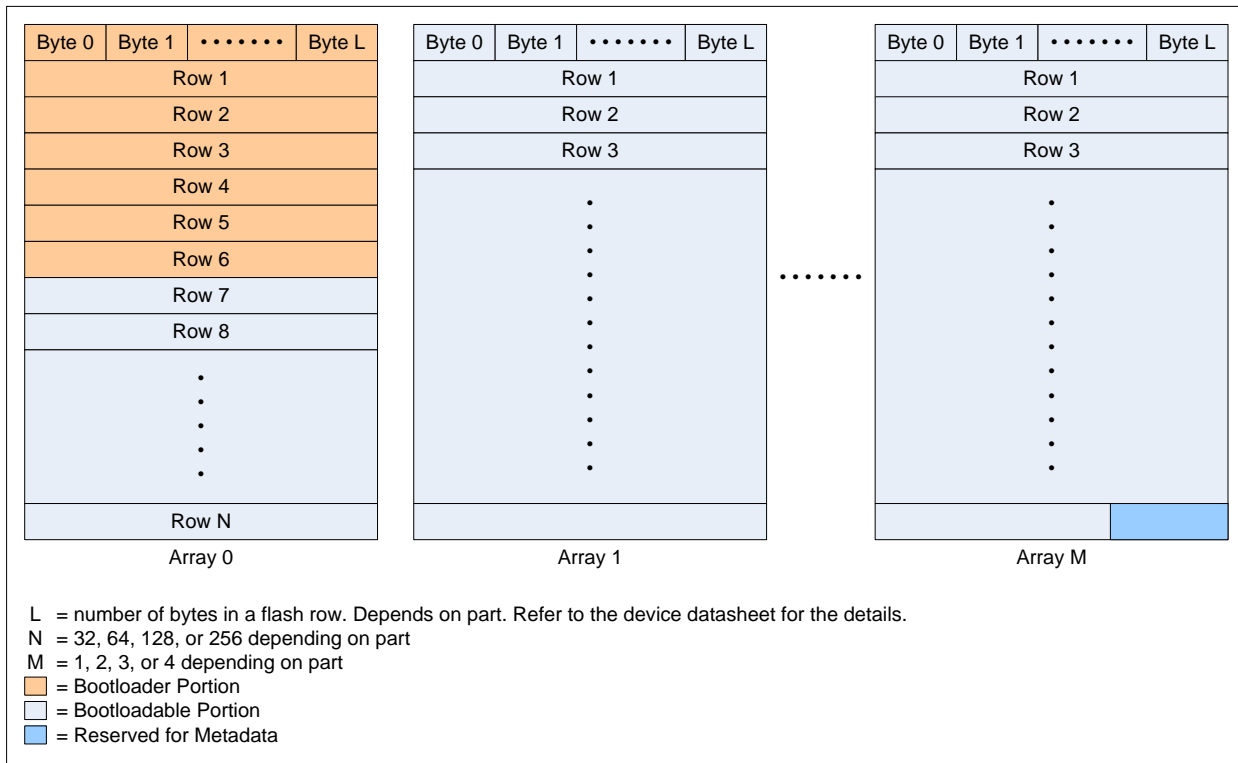 Byte 0 Byte 1 ······· Byte L
Row 1
Row 2
Row 3
Row 4
Row 5
Row 6
Row 7
Row 8
Row N
Array 0
Byte 0 Byte 1 ······· Byte L
Row 1
Row 2
Row 3
Array 1
·······
Byte 0 Byte 1 ······· Byte L
Row 1
Row 2
Row 3
Array M
L = number of bytes in a flash row. Depends on part. Refer to the device datasheet for the details.
N = 32, 64, 128, or 256 depending on part
M = 1, 2, 3, or 4 depending on part
= Bootloader Portion
= Bootloadable Portion
= Reserved for Metadata